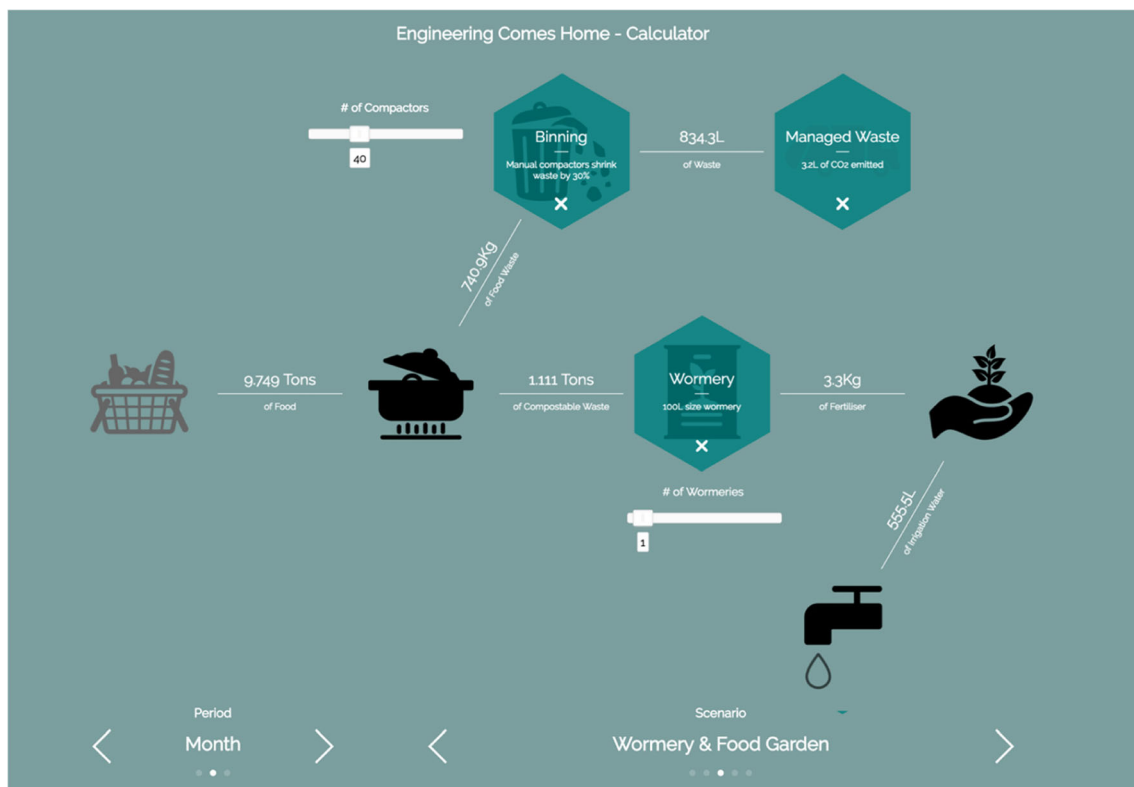 Engineering Comes Home - Calculator
# of Compactors
40
Binning
Manual compactors shrink
waste by 30%
834.3L
of Waste
Managed Waste
3.2L of CO2 emitted
740.9Kg
of Food Waste
9.749 Tons
of Food
1.111 Tons
of Compostable Waste
Wormery
100L size wormery
3.3Kg
of Fertiliser
# of Wormeries
1
555.5L
of Irrigation Water
Period
Month
Scenario
Wormery & Food Garden